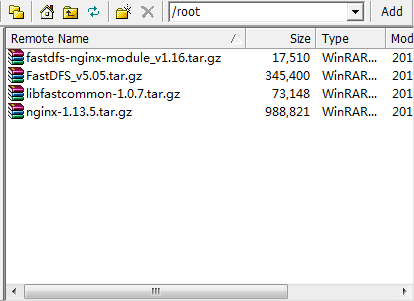 /root Add
Remote Name / Size Type Mod
fastdfs-nginx-module_v1.16.tar.gz 17,510 WinRAR... 201
FastDFS_v5.05.tar.gz 345,400 WinRAR... 201
libfastcommon-1.0.7.tar.gz 73,148 WinRAR... 201
nginx-1.13.5.tar.gz 988,821 WinRAR... 201